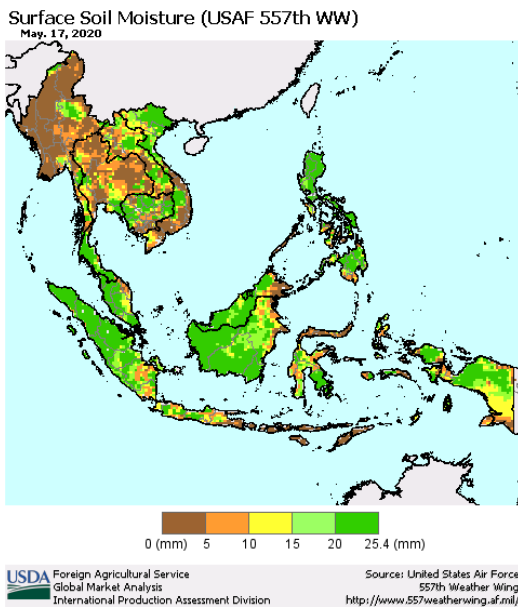 Surface Soil Moisture (USAF 557th WW)
May. 17, 2020
0 (mm) 5 10 15 20 25.4 (mm)
USDA Foreign Agricultural Service
Global Market Analysis
International Production Assessment Division
Source: United States Air Force
557th Weather Wing
http://www.557weatherwing.af.mil/